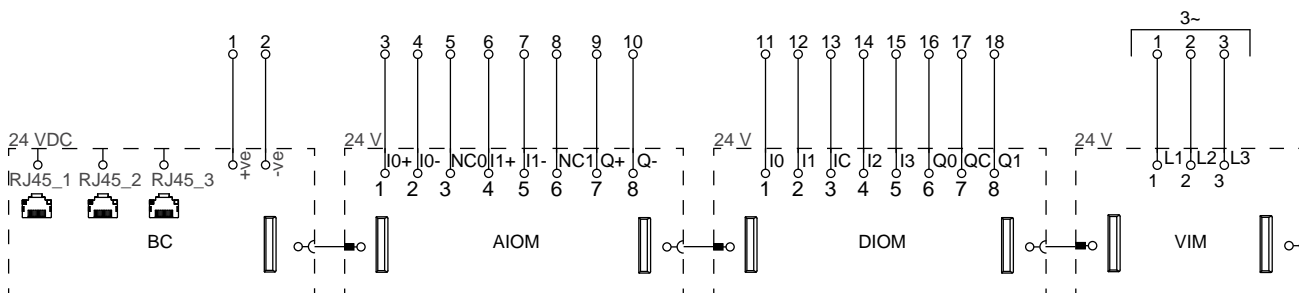 3~
1 2 3 4 5 6 7 8 9 10 11 12 13 14 15 16 17 18 1 2 3
24 VDC 24 V 24 V 24 V
+ve -ve I0+ I0- NC0 I1+ I1- NC1 Q+ Q- I0 I1 IC I2 I3 Q0 QC Q1 L1 L2 L3
RJ45_1 RJ45_2 RJ45_3 1 2 3 4 5 6 7 8 1 2 3 4 5 6 7 8 1 2 3
BC AIOM DIOM VIM